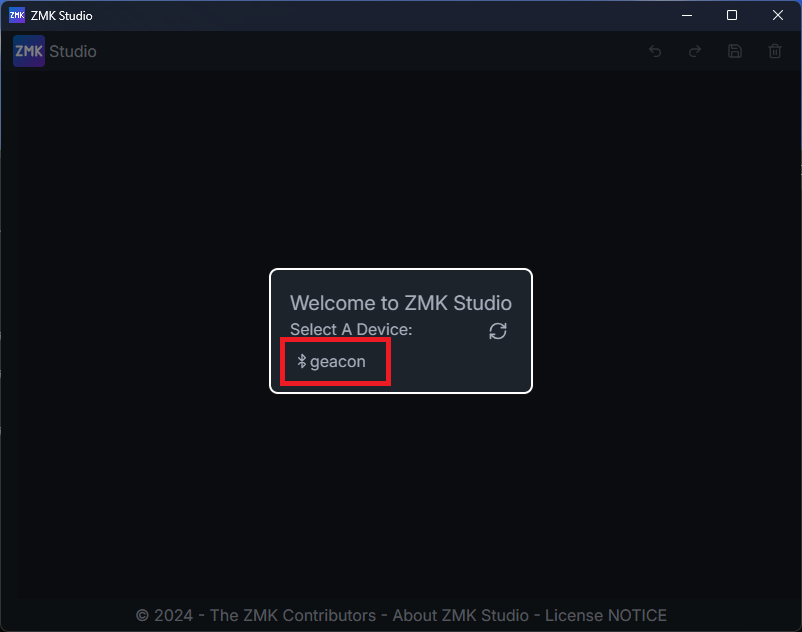 ZMK ZMK Studio
ZMK Studio
Welcome to ZMK Studio
Select A Device:
geacon
© 2024 - The ZMK Contributors - About ZMK Studio - License NOTICE